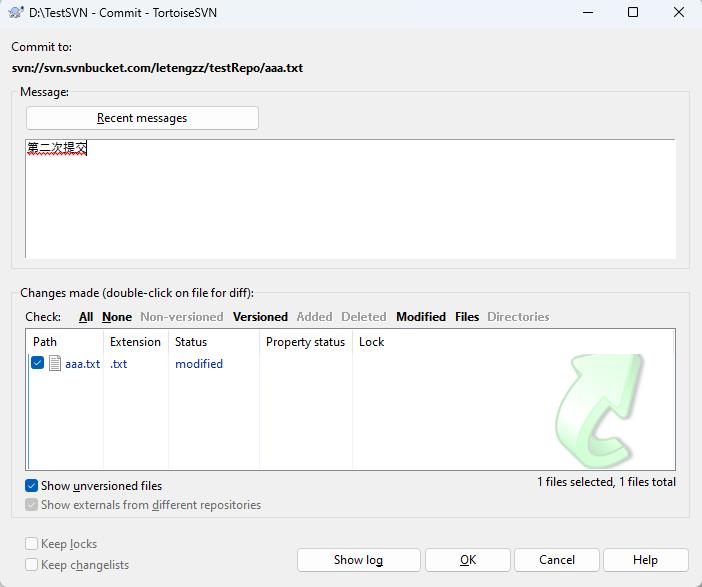 D:\TestSVN - Commit - TortoiseSVN
Commit to:
svn://svn.svnbucket.com/letengzz/testRepo/aaa.txt
Message:
Recent messages
第二次提交
Changes made (double-click on file for diff):
Check: All None Non-versioned Versioned Added Deleted Modified Files Directories
Path Extension Status Property status Lock
aaa.txt .txt modified
Show unversioned files 1 files selected, 1 files total
Show externals from different repositories
Keep locks
Keep changelists
Show log OK Cancel Help